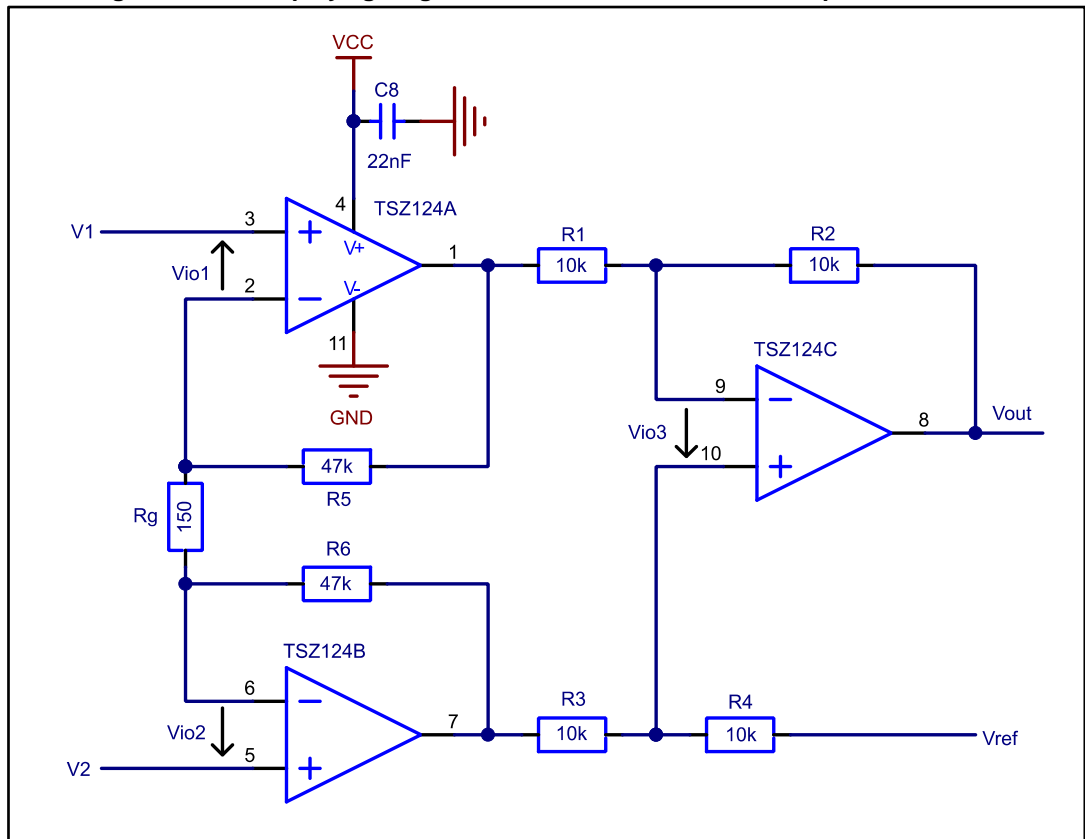 VCC
C8
22nF
4
TSZ124A
V1
3
+
V+
1
R1
10k
R2
10k
Vio1
2
−
V-
11
GND
TSZ124C
9
−
Vio3
10
+
8
Vout
47k
R5
Rg
150
R6
47k
TSZ124B
6
−
Vio2
7
R3
10k
R4
10k
Vref
V2
5
+